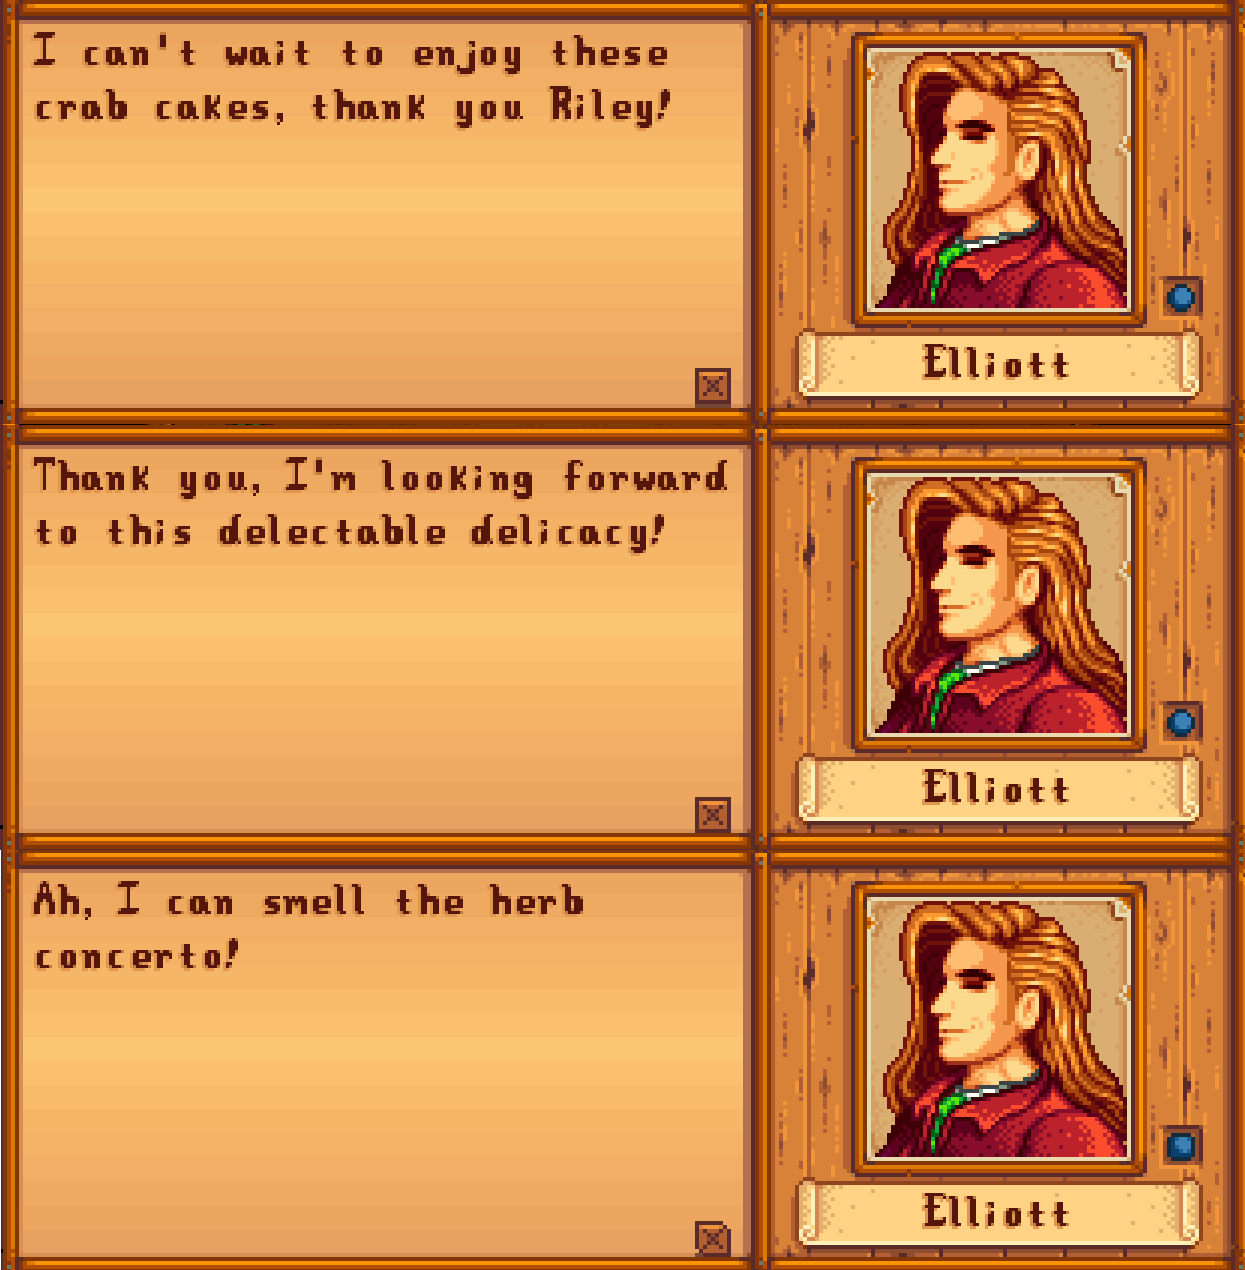 I can't wait to enjoy these
crab cakes, thank you Riley!
Elliott
Thank you, I'm looking forward
to this delectable delicacy!
Elliott
Ah, I can smell the herb
concerto!
Elliott